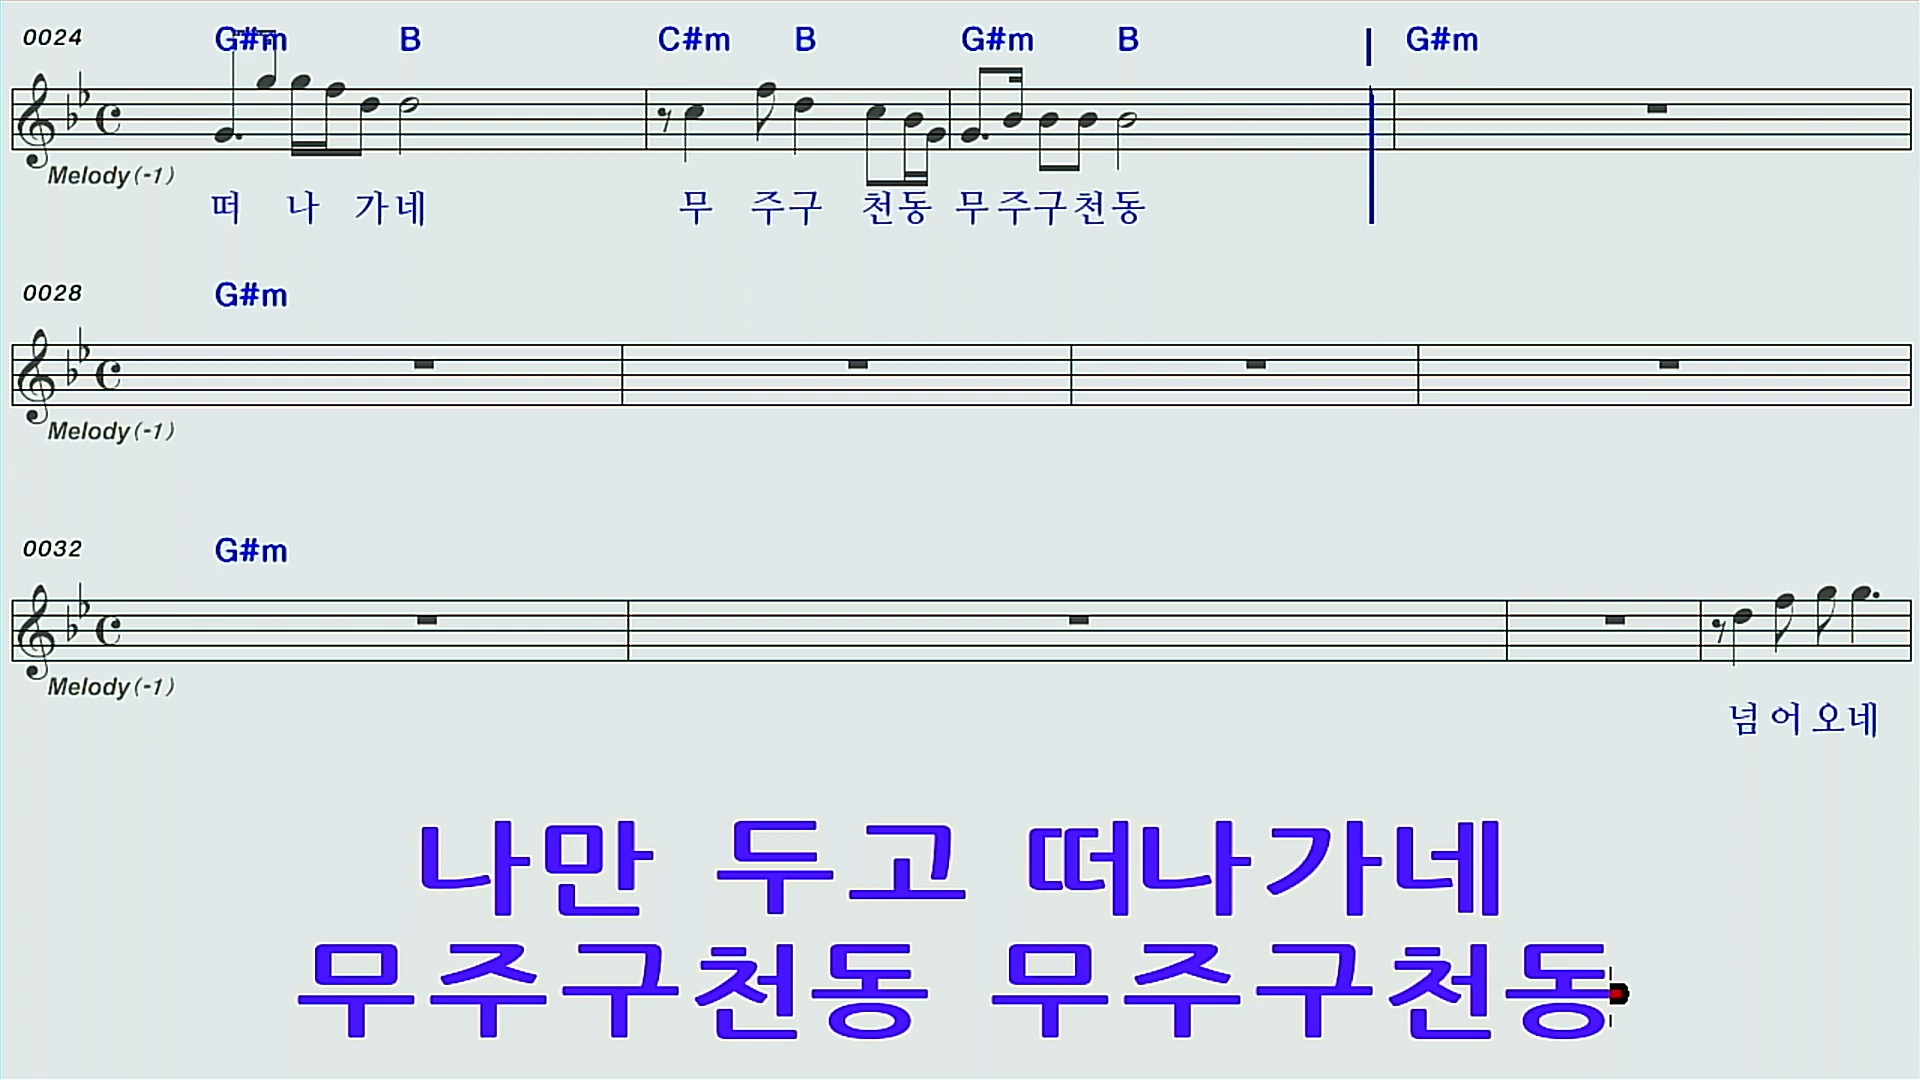 0024 G#m B C#m B G#m B G#m
Melody(-1)
떠 나 가네 무 주구 천동 무주구천동
0028 G#m
Melody(-1)
0032 G#m
Melody(-1)
넘어오네
나만 두고 떠나가네
무주구천동 무주구천동